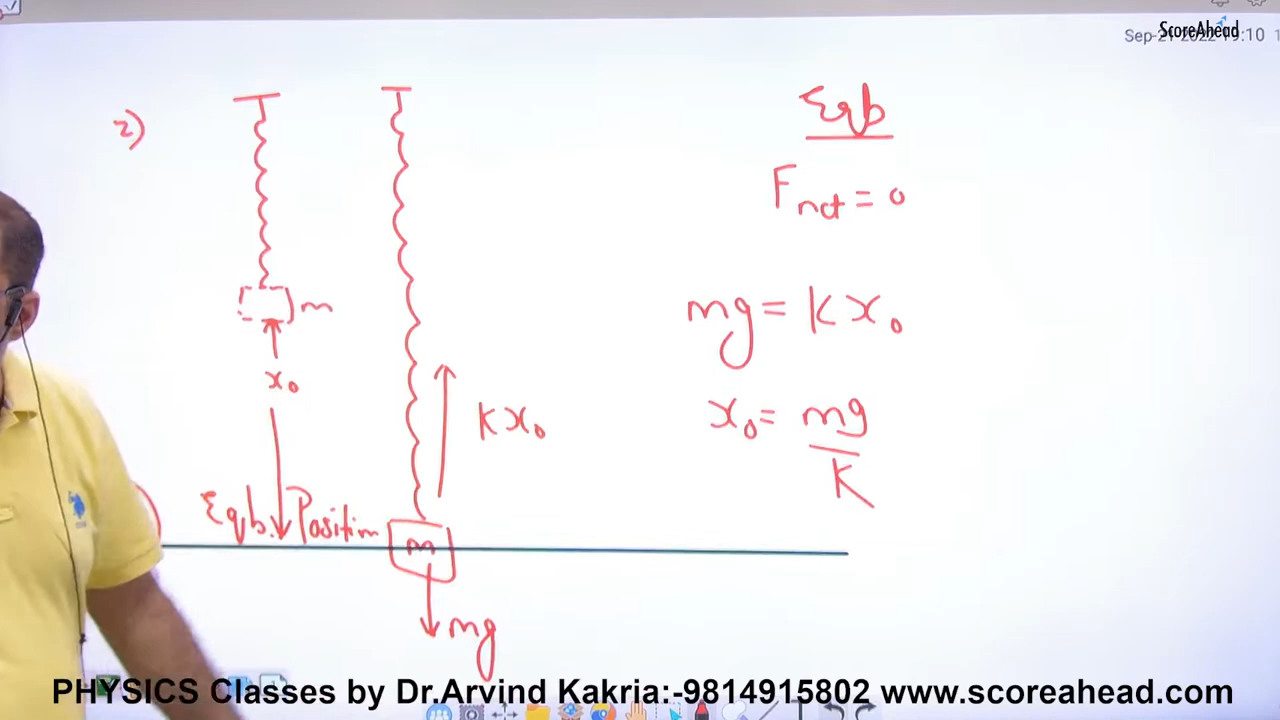 ScoreAhead
2)
Eqb
Fnet = 0
m
mg = Kx₀
x₀
x₀ = mg/K
Kx₀
Eqb. Position
m
mg
PHYSICS Classes by Dr.Arvind Kakria:-9814915802 www.scoreahead.com